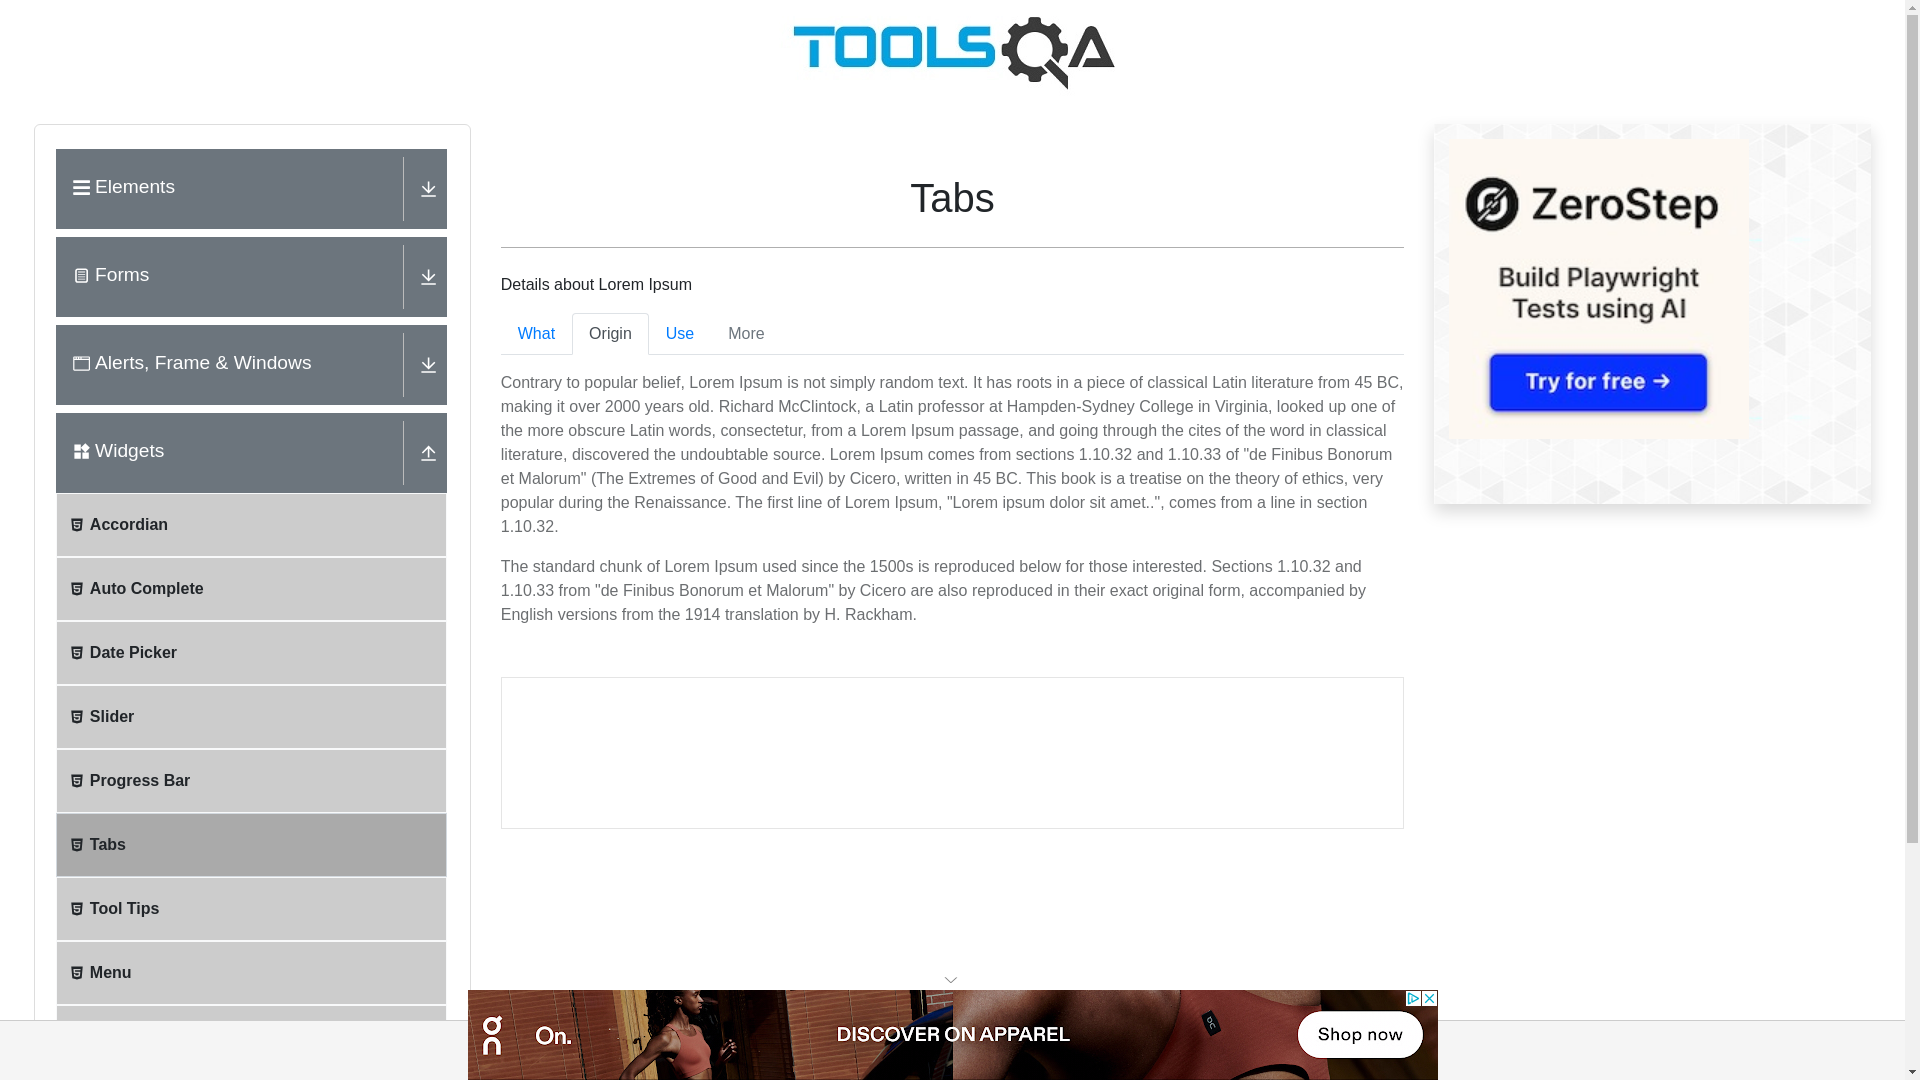 TOOLSQA
Elements
Forms
Alerts, Frame & Windows
Widgets
Accordian
Auto Complete
Date Picker
Slider
Progress Bar
Tabs
Tool Tips
Menu
Tabs
Details about Lorem Ipsum
What
Origin
Use
More
Contrary to popular belief, Lorem Ipsum is not simply random text. It has roots in a piece of classical Latin literature from 45 BC,
making it over 2000 years old. Richard McClintock, a Latin professor at Hampden-Sydney College in Virginia, looked up one of
the more obscure Latin words, consectetur, from a Lorem Ipsum passage, and going through the cites of the word in classical
literature, discovered the undoubtable source. Lorem Ipsum comes from sections 1.10.32 and 1.10.33 of "de Finibus Bonorum
et Malorum" (The Extremes of Good and Evil) by Cicero, written in 45 BC. This book is a treatise on the theory of ethics, very
popular during the Renaissance. The first line of Lorem Ipsum, "Lorem ipsum dolor sit amet..", comes from a line in section
1.10.32.
The standard chunk of Lorem Ipsum used since the 1500s is reproduced below for those interested. Sections 1.10.32 and
1.10.33 from "de Finibus Bonorum et Malorum" by Cicero are also reproduced in their exact original form, accompanied by
English versions from the 1914 translation by H. Rackham.
ZeroStep
Build Playwright
Tests using AI
Try for free →
On.
DISCOVER ON APPAREL
Shop now